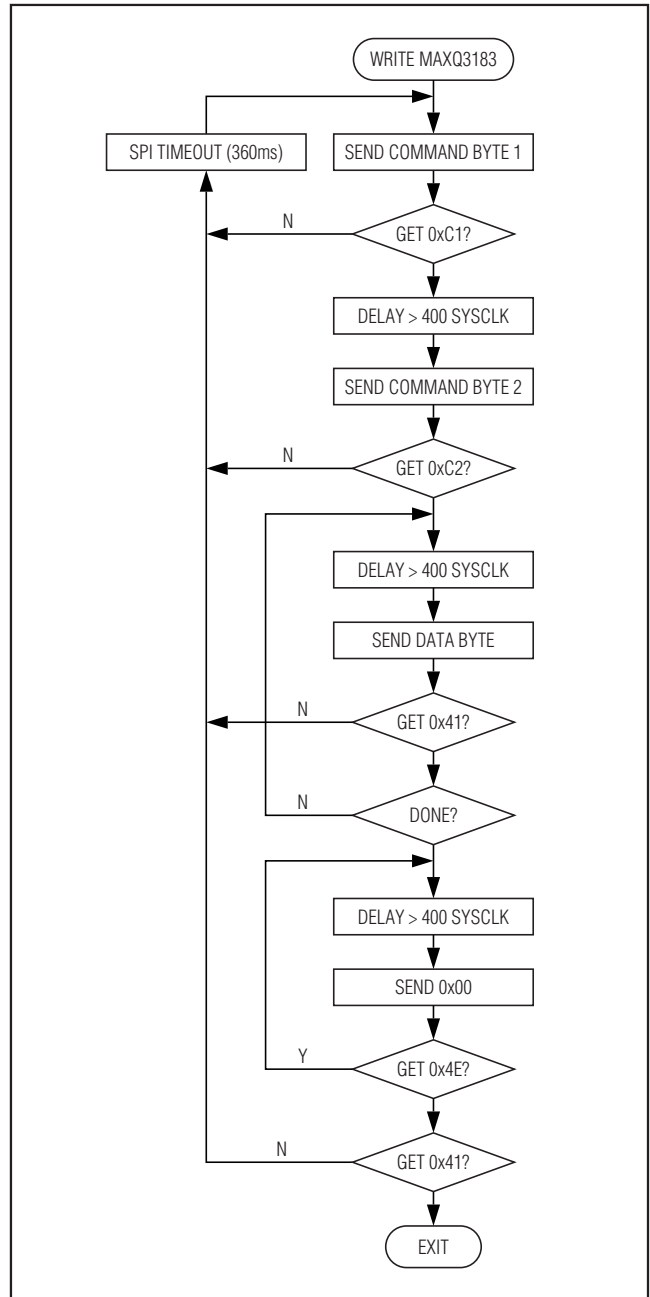 WRITE MAXQ3183
SPI TIMEOUT (360ms)
SEND COMMAND BYTE 1
N
GET 0xC1?
DELAY > 400 SYSCLK
SEND COMMAND BYTE 2
N
GET 0xC2?
DELAY > 400 SYSCLK
SEND DATA BYTE
N
GET 0x41?
N
DONE?
DELAY > 400 SYSCLK
SEND 0x00
Y
GET 0x4E?
N
GET 0x41?
EXIT